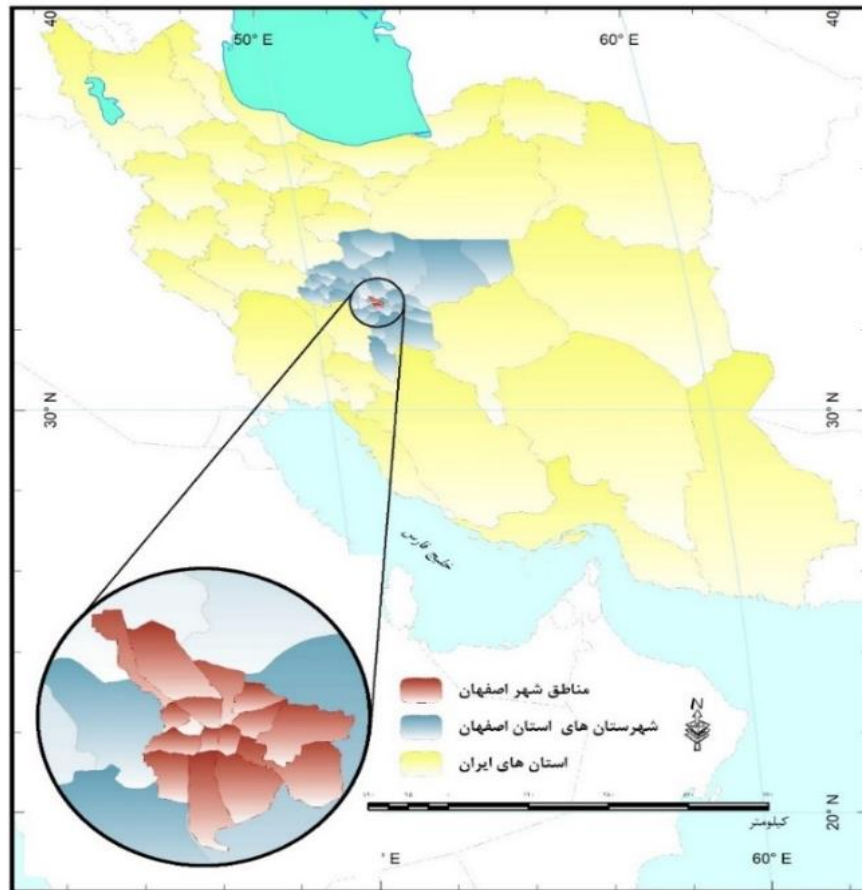 40
50° E
60° E
40
30° N
30° N
خلیج فارس
مناطق شهر اصفهان
شهرستان های استان اصفهان
استان های ایران
N
کیلومتر
20° N
20° N
' E
60° E